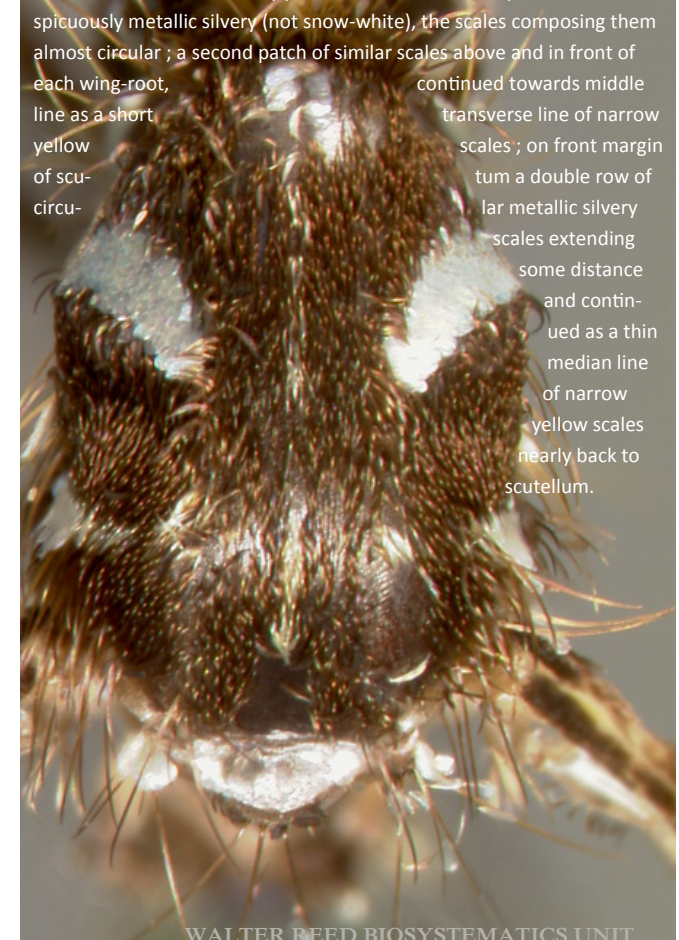 spicuously metallic silvery (not snow-white), the scales composing them
almost circular ; a second patch of similar scales above and in front of
each wing-root, continued towards middle
line as a short transverse line of narrow
yellow scales ; on front margin
of scu- tum a double row of
circu- lar metallic silvery
scales extending
some distance
and contin-
ued as a thin
median line
of narrow
yellow scales
nearly back to
scutellum.
WALTER REED BIOSYSTEMATICS UNIT